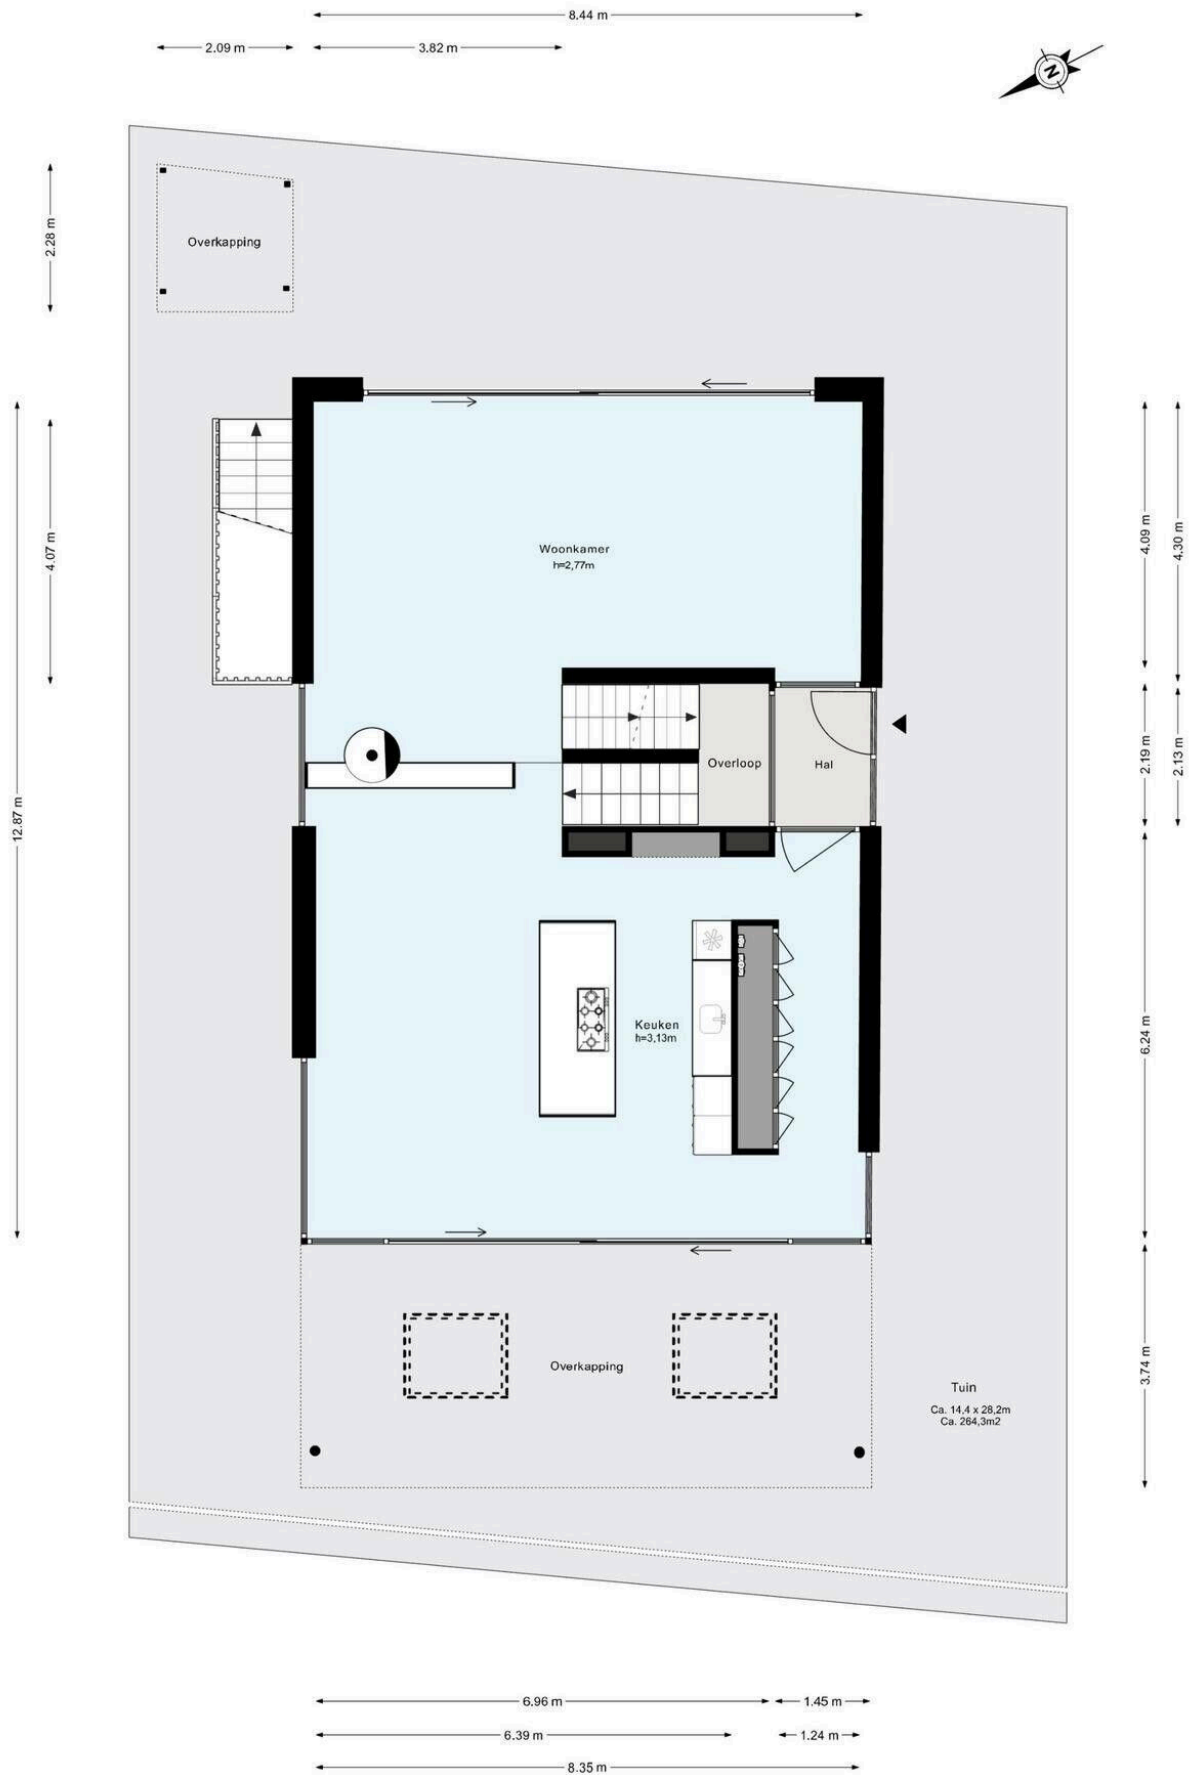 8.44 m
2.09 m
3.82 m
N
2.28 m
Overkapping
4.07 m
12.87 m
Woonkamer
h=2,77m
4.09 m
4.30 m
Overloop
Hal
2.19 m
2.13 m
Keuken
h=3,13m
6.24 m
Overkapping
3.74 m
Tuin
Ca. 14,4 x 28,2m
Ca. 264,3m2
6.96 m
1.45 m
6.39 m
1.24 m
8.35 m